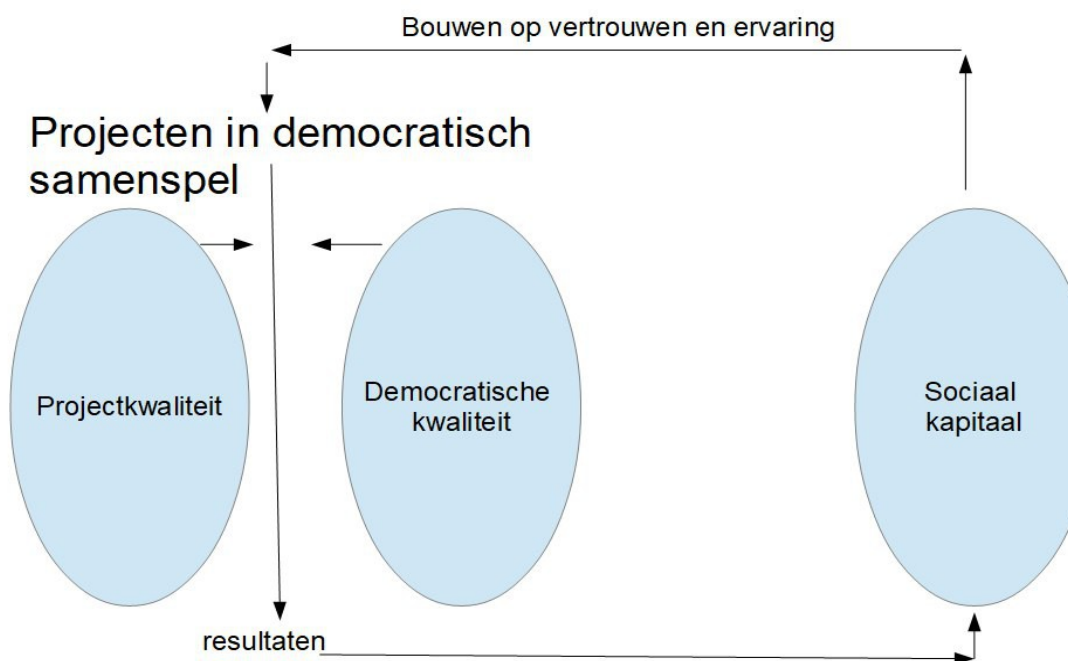 Bouwen op vertrouwen en ervaring
Projecten in democratisch
samenspel
Projectkwaliteit
Democratische
kwaliteit
Sociaal
kapitaal
resultaten